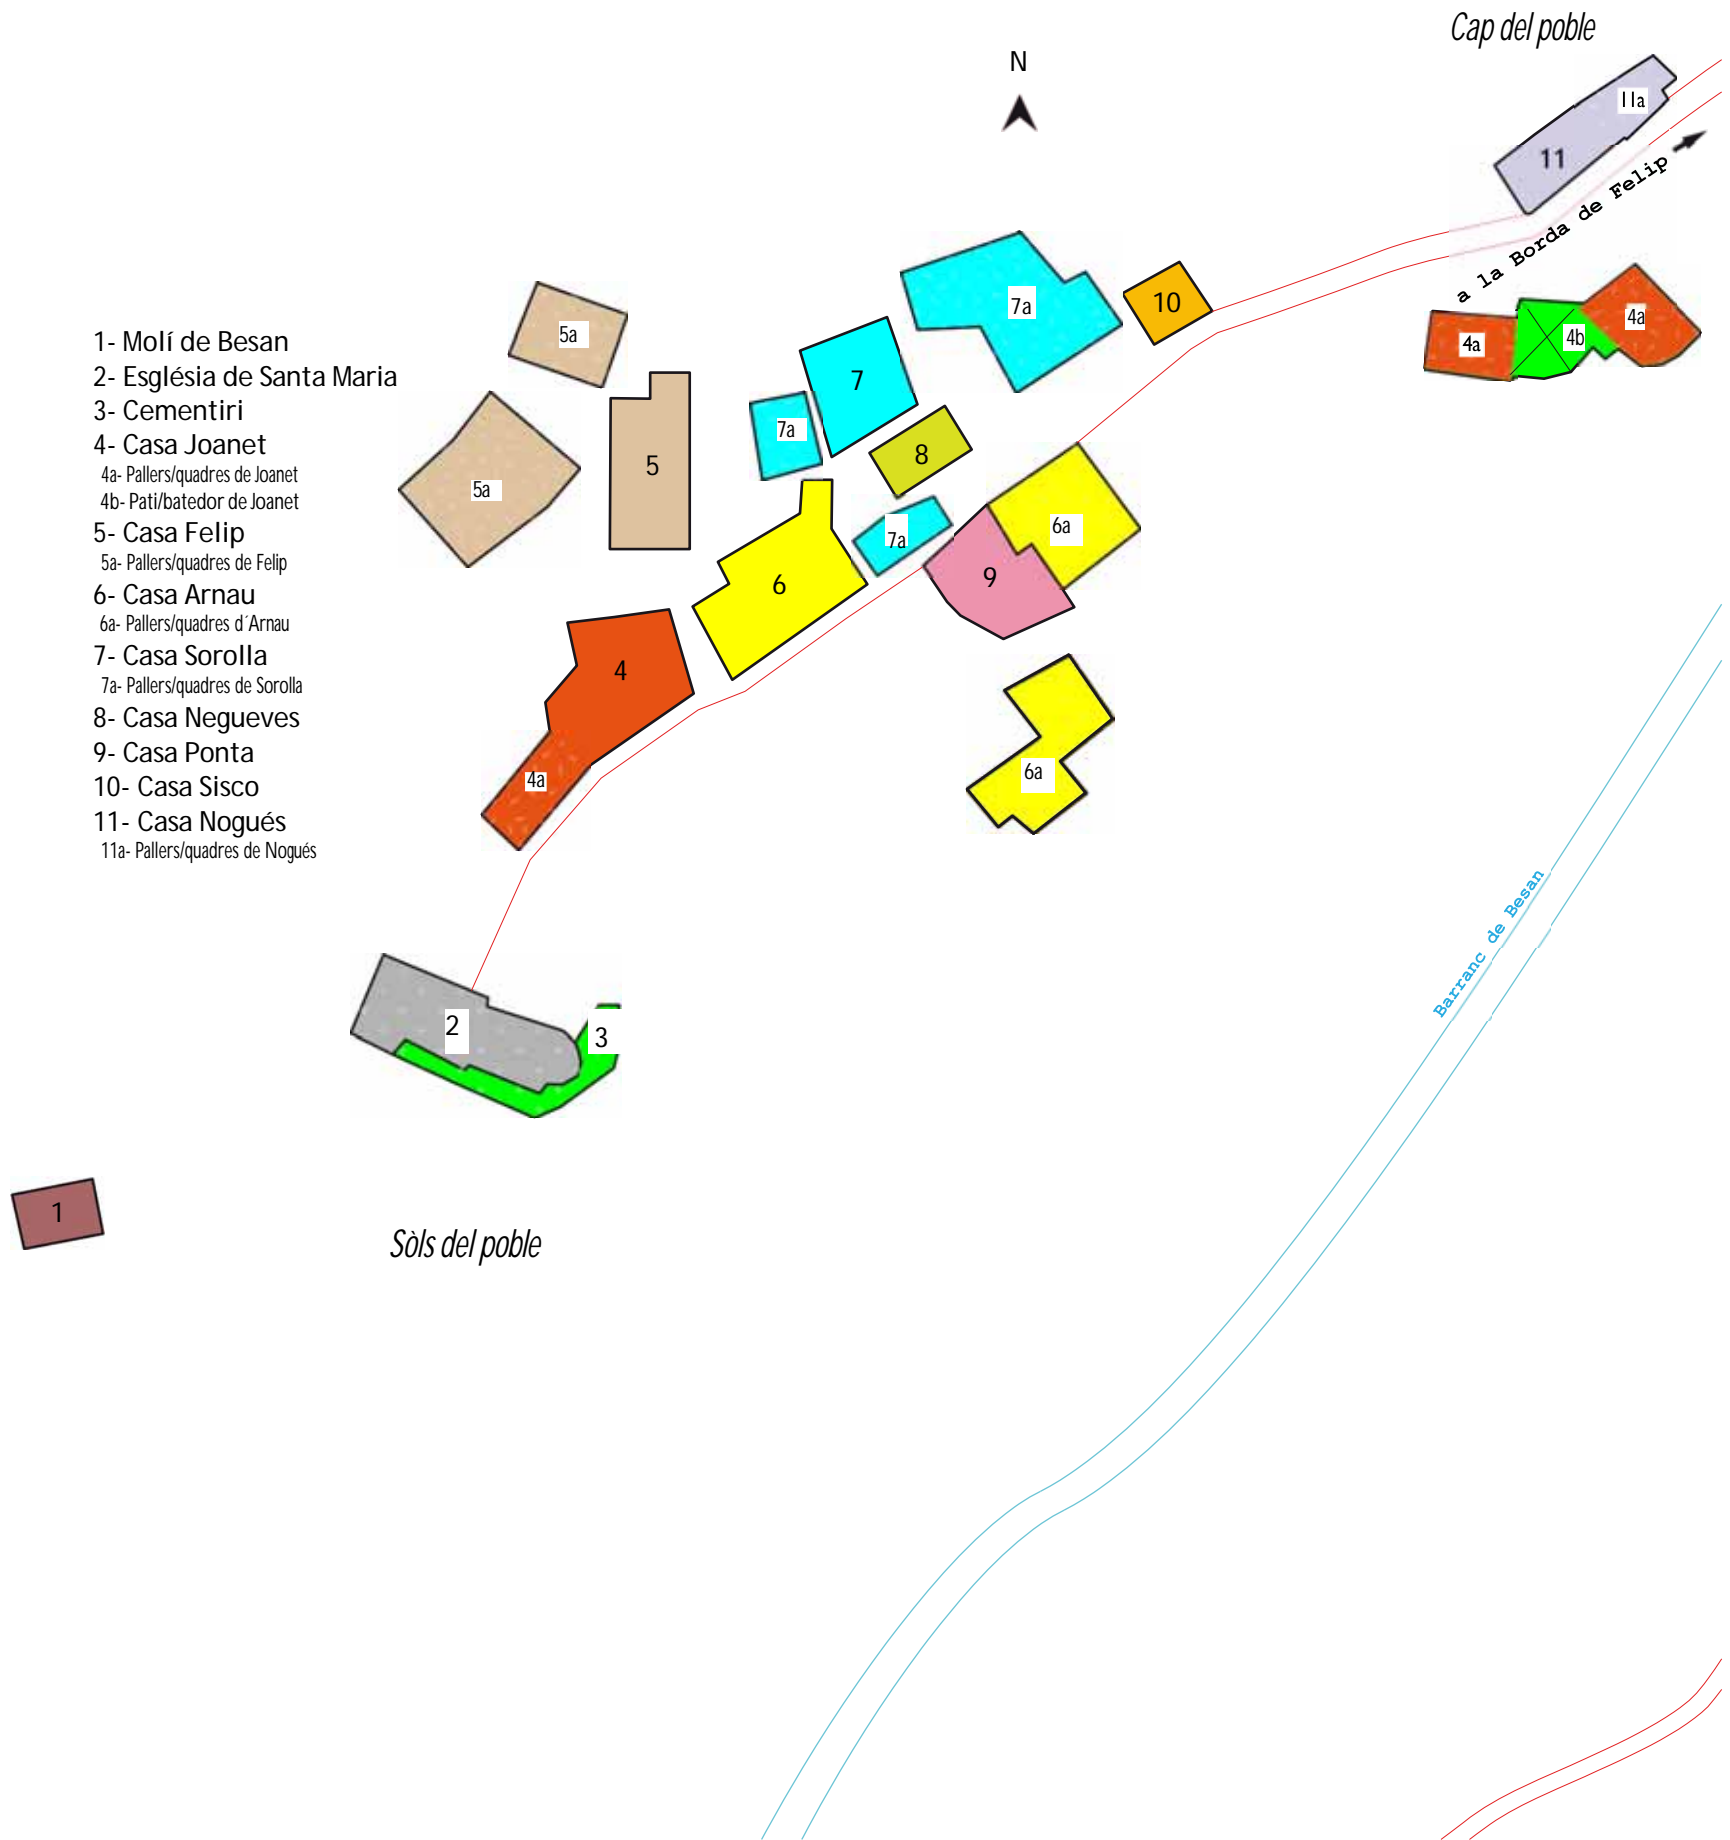 Cap del poble
N
11a
11
a la Borda de Felip
7a
10
5a
4a
4b
4a
7
7a
8
5
5a
7a
6a
6
9
4
4a
6a
1- Molí de Besan
2- Església de Santa Maria
3- Cementiri
4- Casa Joanet
4a- Pallers/quadres de Joanet
4b- Pati/batedor de Joanet
5- Casa Felip
5a- Pallers/quadres de Felip
6- Casa Arnau
6a- Pallers/quadres d´Arnau
7- Casa Sorolla
7a- Pallers/quadres de Sorolla
8- Casa Negueves
9- Casa Ponta
10- Casa Sisco
11- Casa Nogués
11a- Pallers/quadres de Nogués
Barranc de Besan
2
3
1
Sòls del poble